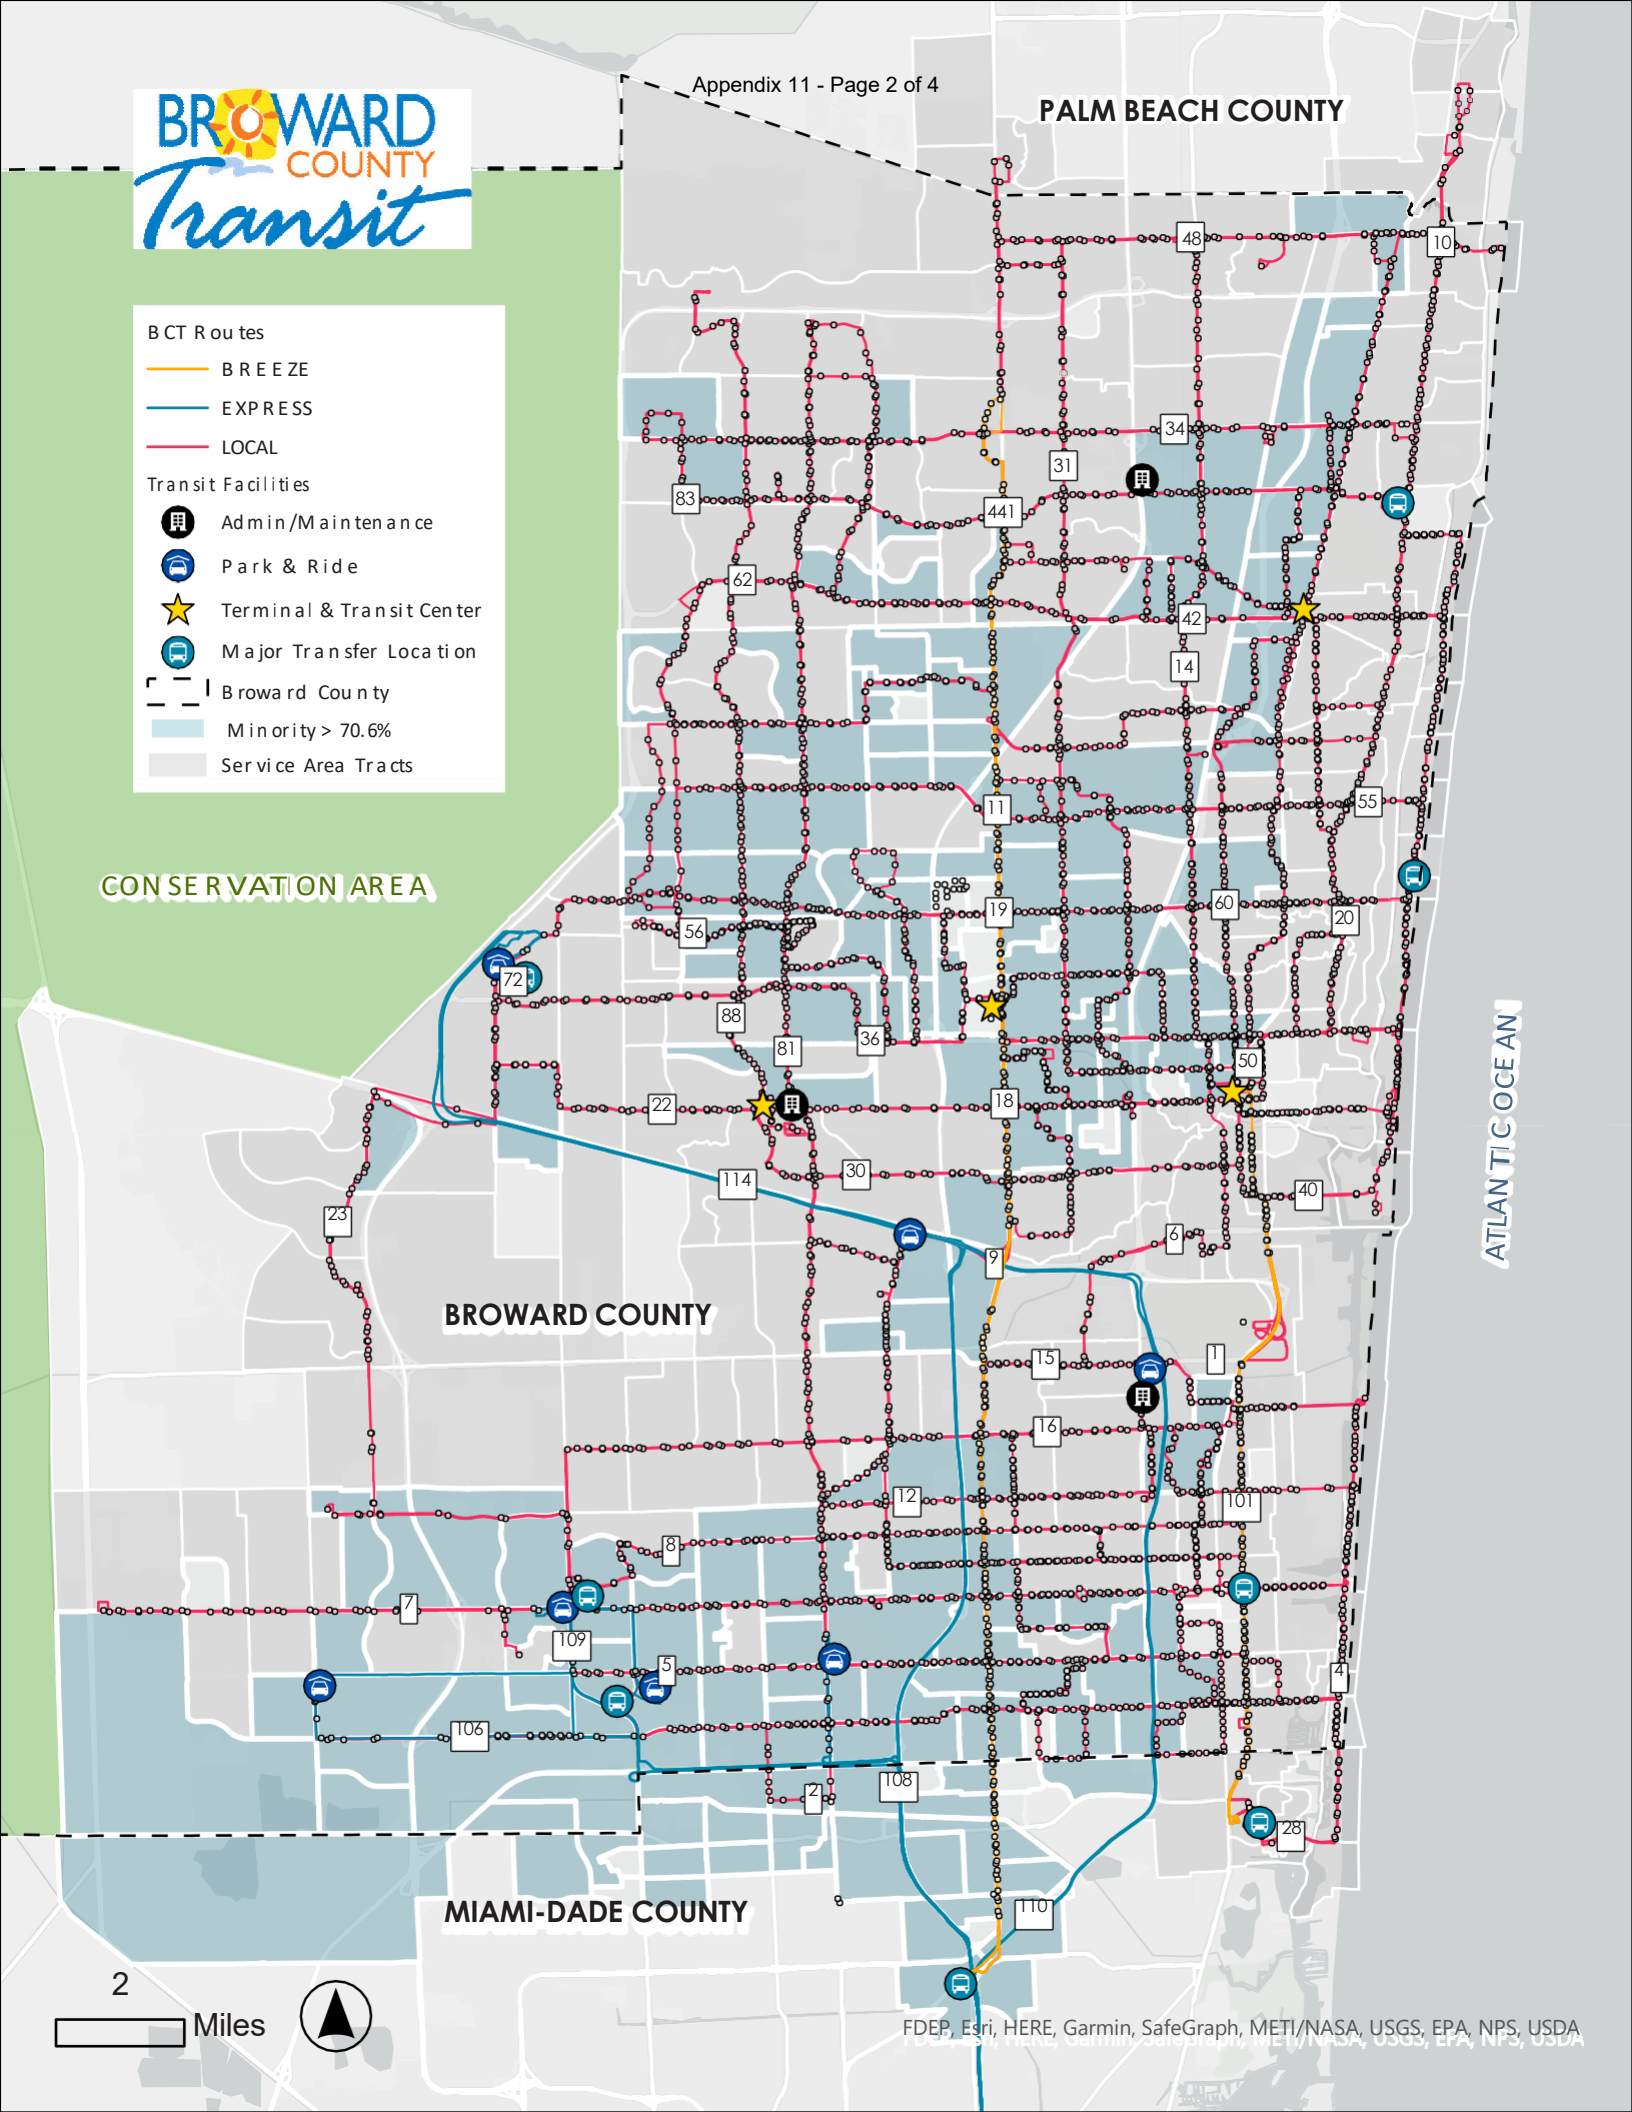 Appendix 11 - Page 2 of 4
PALM BEACH COUNTY
BROWARD
COUNTY
Transit
BCT Routes
BREEZE
EXPRESS
LOCAL
Transit Facilities
Admin/Maintenance
Park & Ride
Terminal & Transit Center
Major Transfer Location
Broward County
Minority > 70.6%
Service Area Tracts
48
10
34
31
83
441
62
42
14
11
55
CONSERVATION AREA
60
19
20
56
72
88
36
81
50
22
18
30
114
40
23
6
9
ATLANTIC OCEAN
BROWARD COUNTY
15
1
16
12
101
8
7
109
5
4
106
108
2
28
MIAMI-DADE COUNTY
110
2
Miles
FDEP, Esri, HERE, Garmin, SafeGraph, METI/NASA, USGS, EPA, NPS, USDA